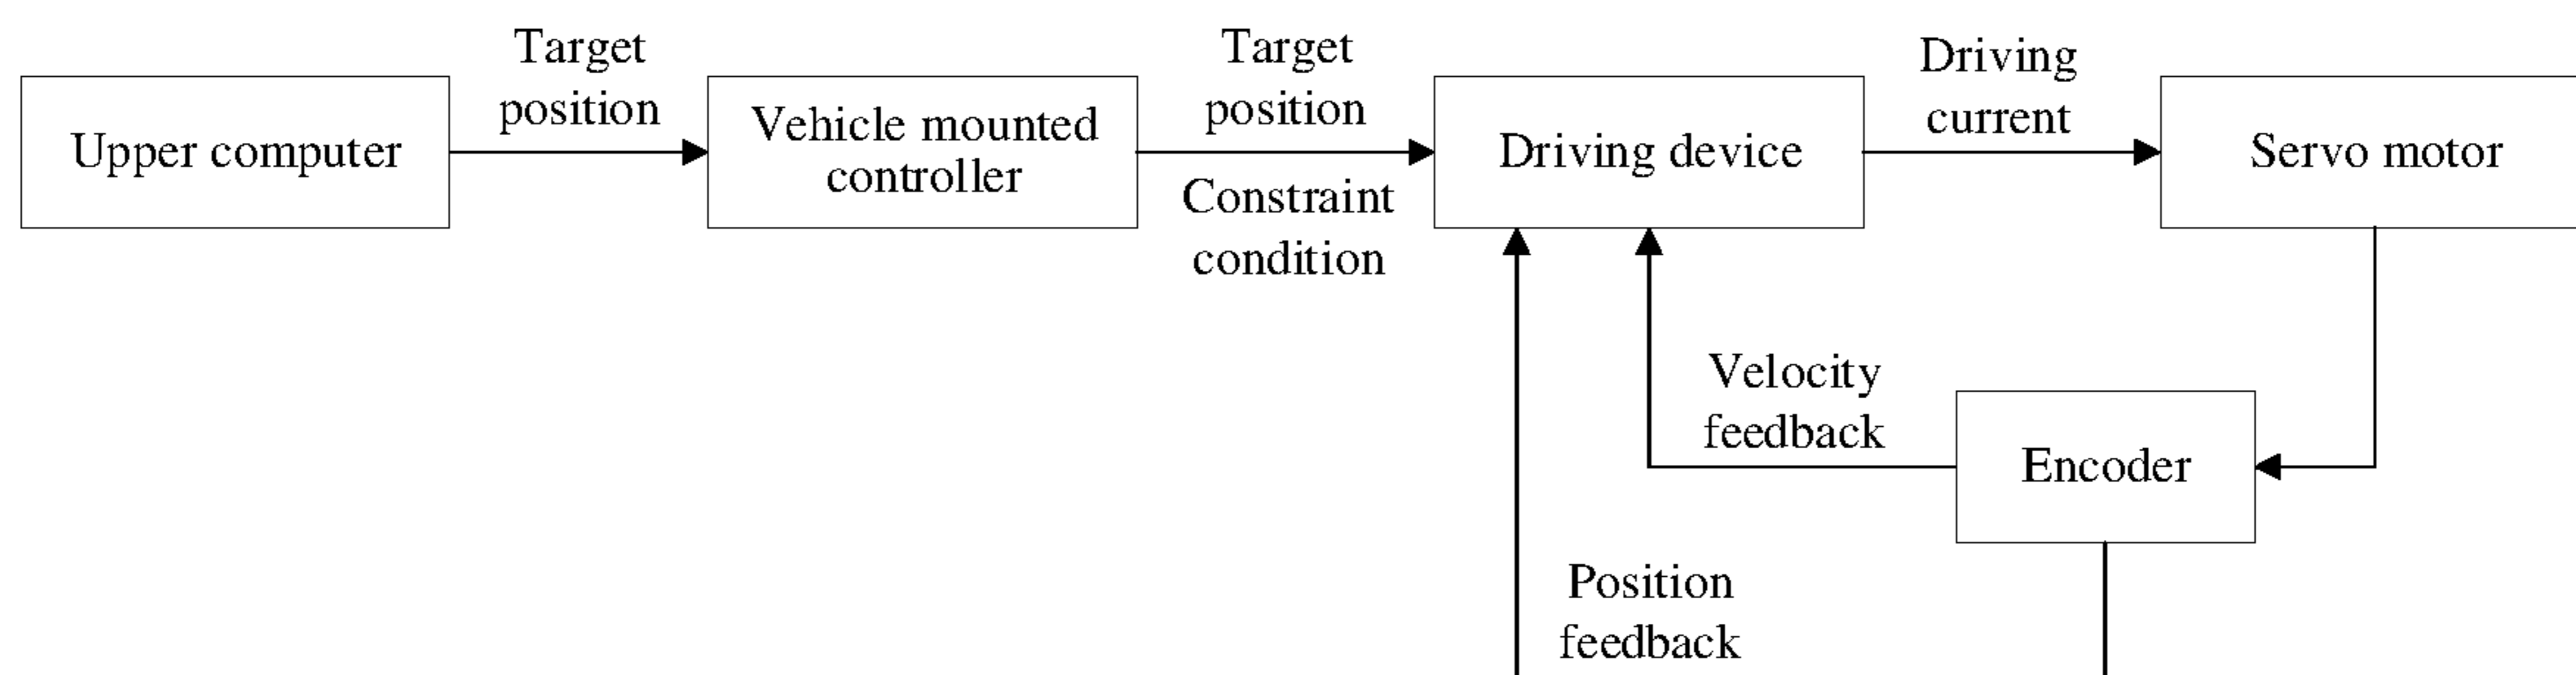 Target
position
Target
position
Driving
current
Upper computer
Vehicle mounted
controller
Driving device
Servo motor
Constraint
condition
Velocity
feedback
Encoder
Position
feedback